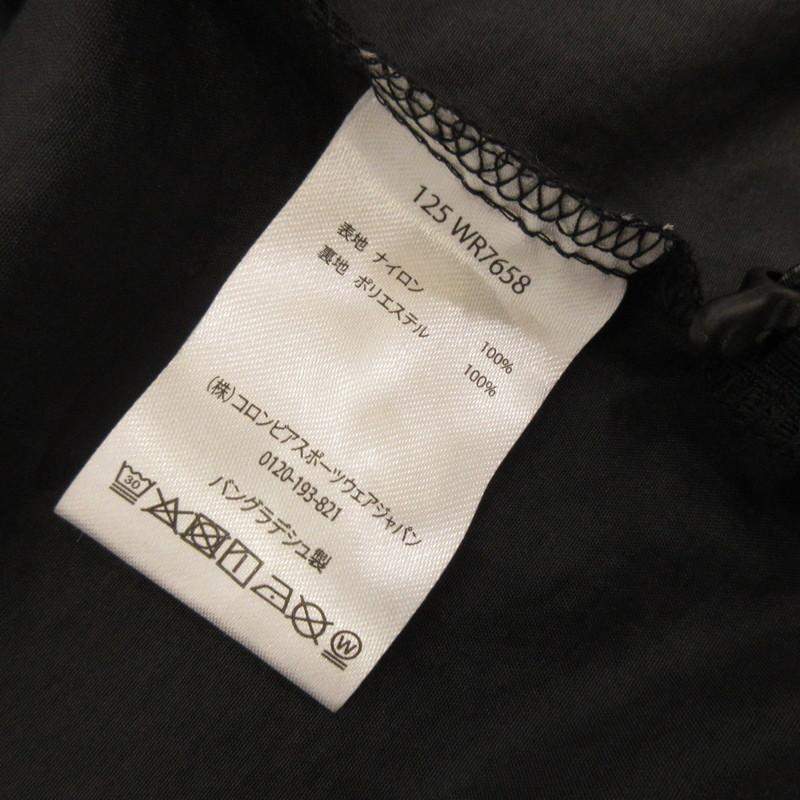 125 WR7658
表地 ナイロン 100%
裏地 ポリエステル 100%
(株)コロンビアスポーツウェアジャパン
0120-193-821
バングラデシュ製
30 W